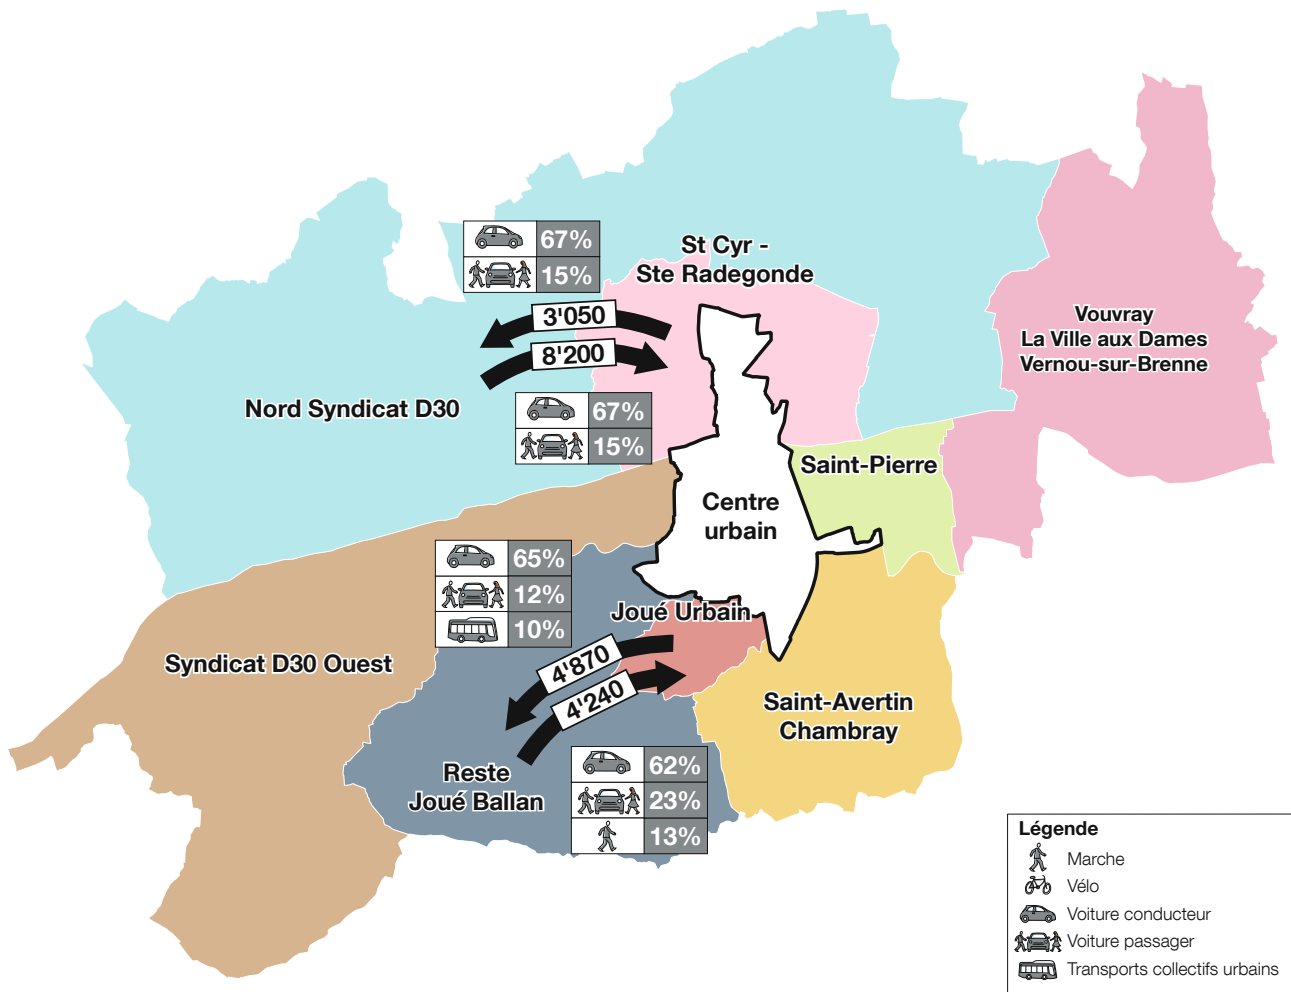 67%
15%
St Cyr -
Ste Radegonde
3'050
8'200
Vouvray
La Ville aux Dames
Vernou-sur-Brenne
Nord Syndicat D30
67%
15%
Saint-Pierre
Centre
urbain
65%
12%
10%
Joué Urbain
Syndicat D30 Ouest
4'870
4'240
Saint-Avertin
Chambray
Reste
Joué Ballan
62%
23%
13%
Légende
Marche
Vélo
Voiture conducteur
Voiture passager
Transports collectifs urbains